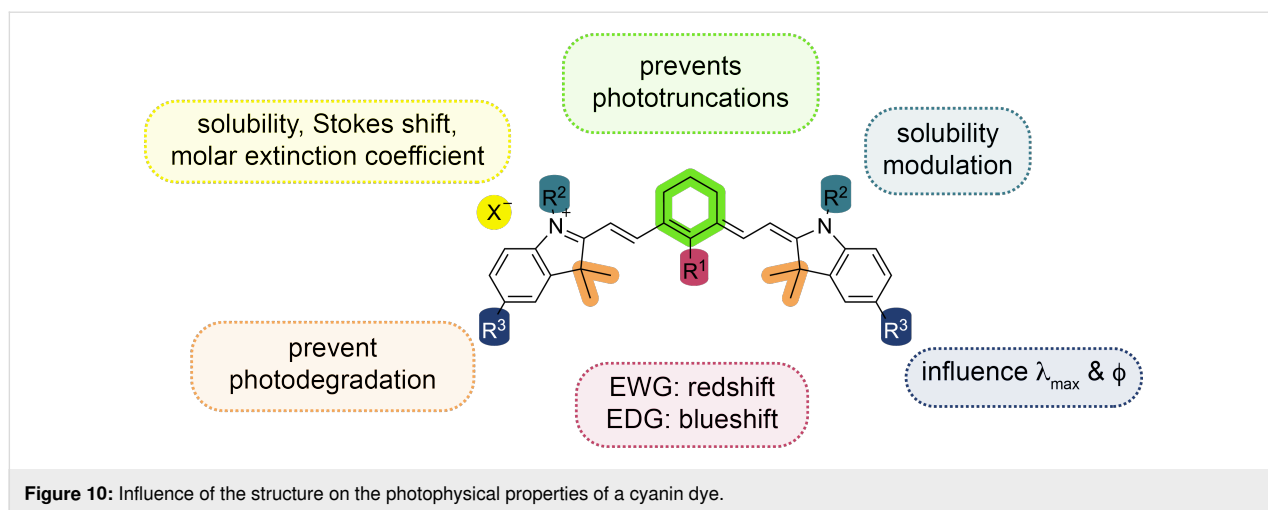 prevents
phototruncations
solubility, Stokes shift,
molar extinction coefficient
solubility
modulation
X⁻
R²
N⁺
R¹
R²
N
R³
R³
prevent
photodegradation
EWG: redshift
EDG: blueshift
influence λmax & ϕ
Figure 10: Influence of the structure on the photophysical properties of a cyanin dye.